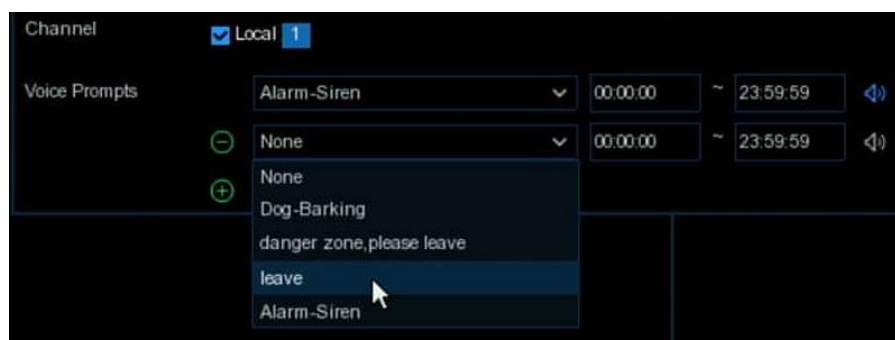 Channel Local 1
Voice Prompts Alarm-Siren 00:00:00 ~ 23:59:59
None 00:00:00 ~ 23:59:59
None
Dog-Barking
danger zone,please leave
leave
Alarm-Siren